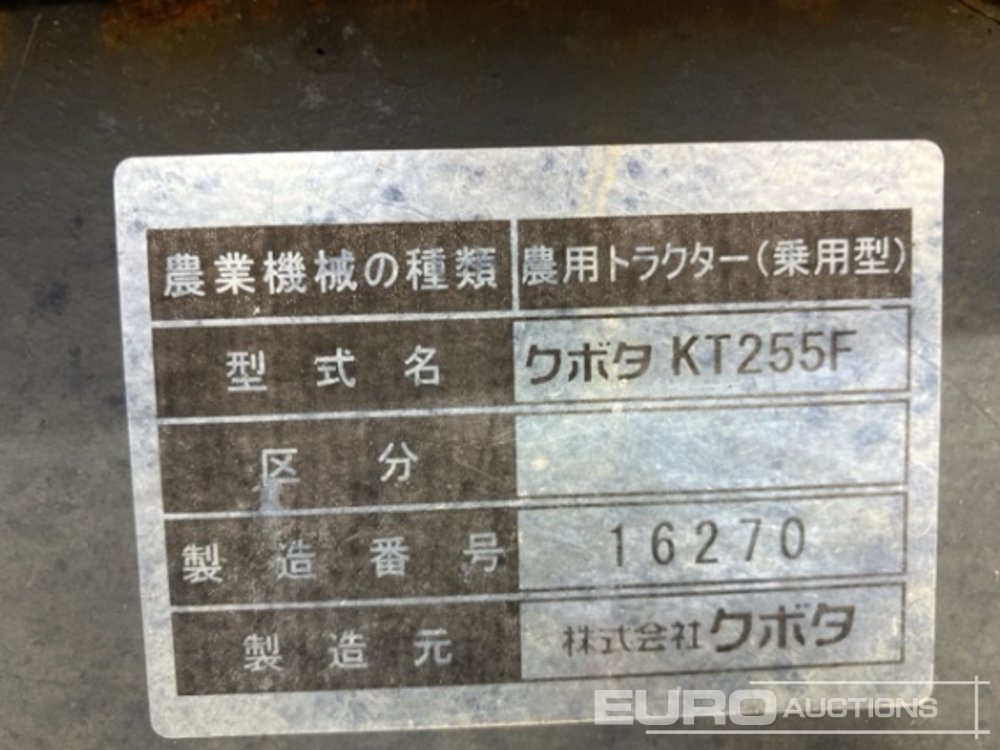 農業機械の種類 農用トラクター(乗用型)
型式名 クボタ KT255F
区分
製造番号 16270
製造元 株式会社クボタ
EURO AUCTIONS